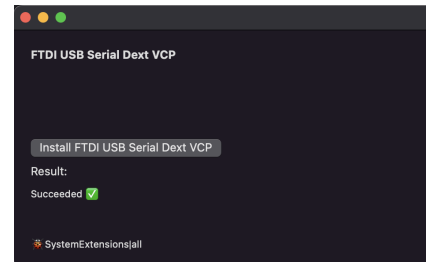 FTDI USB Serial Dext VCP
Install FTDI USB Serial Dext VCP
Result:
Succeeded ✅
SystemExtensions|all